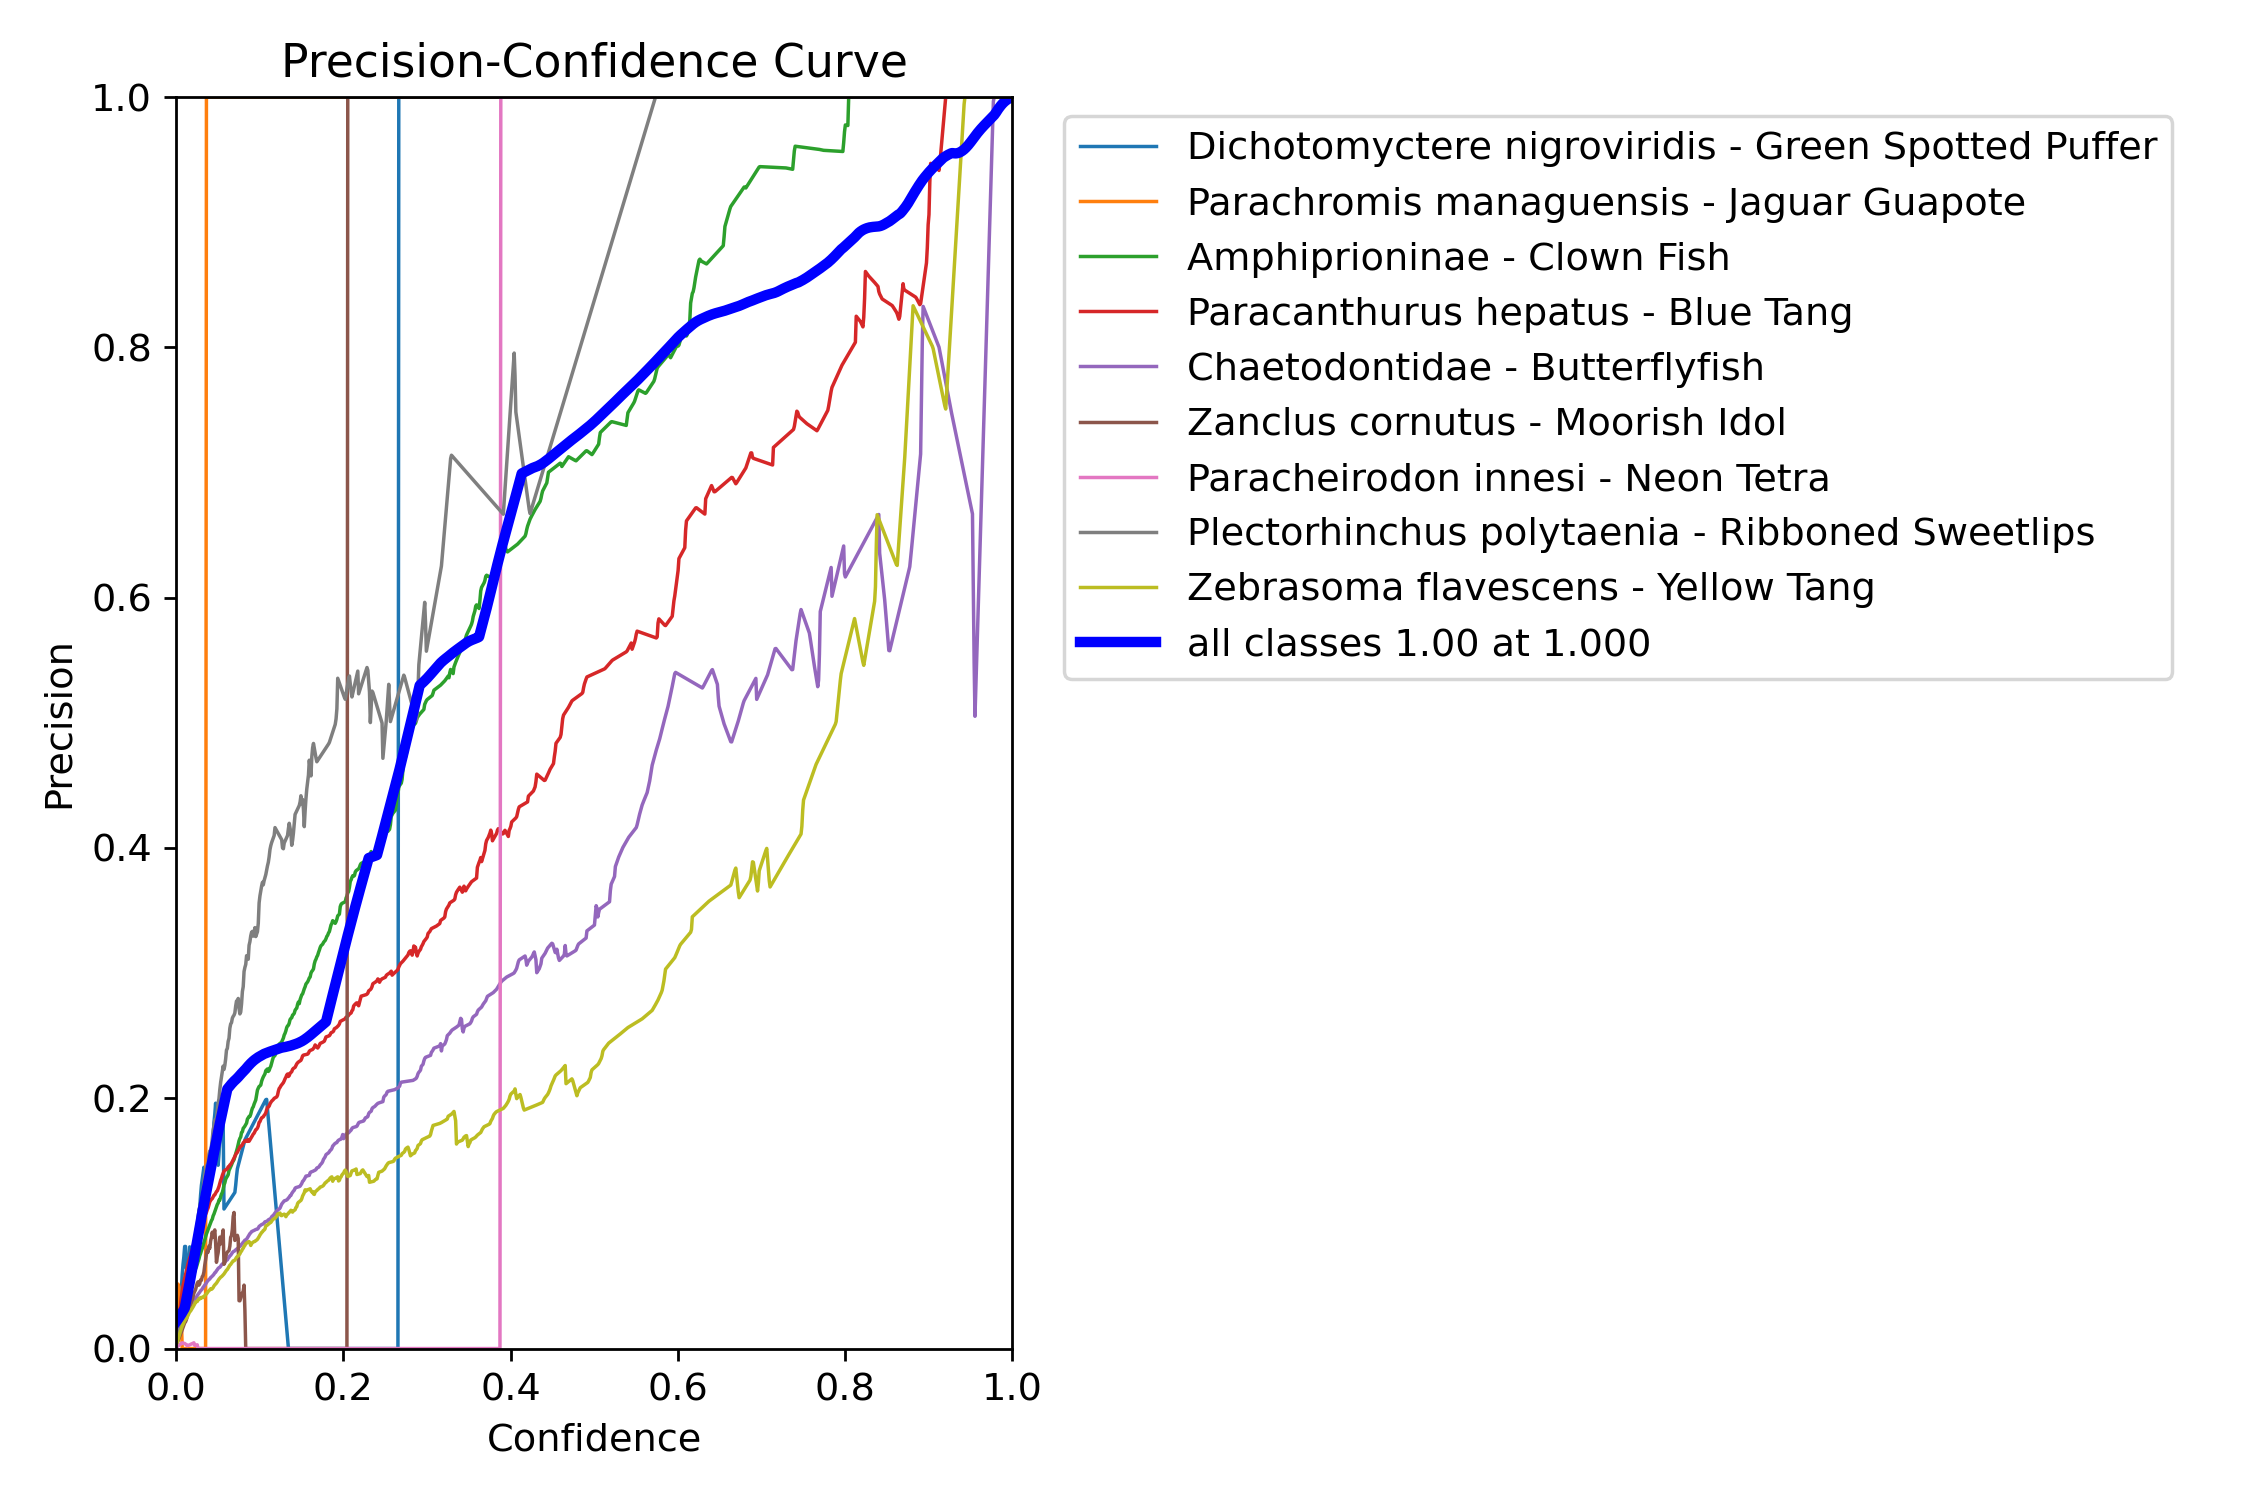 Precision-Confidence Curve
1.0
0.8
0.6
0.4
0.2
0.0
Precision
0.0 0.2 0.4 0.6 0.8 1.0
Confidence
Dichotomyctere nigroviridis - Green Spotted Puffer
Parachromis managuensis - Jaguar Guapote
Amphiprioninae - Clown Fish
Paracanthurus hepatus - Blue Tang
Chaetodontidae - Butterflyfish
Zanclus cornutus - Moorish Idol
Paracheirodon innesi - Neon Tetra
Plectorhinchus polytaenia - Ribboned Sweetlips
Zebrasoma flavescens - Yellow Tang
all classes 1.00 at 1.000